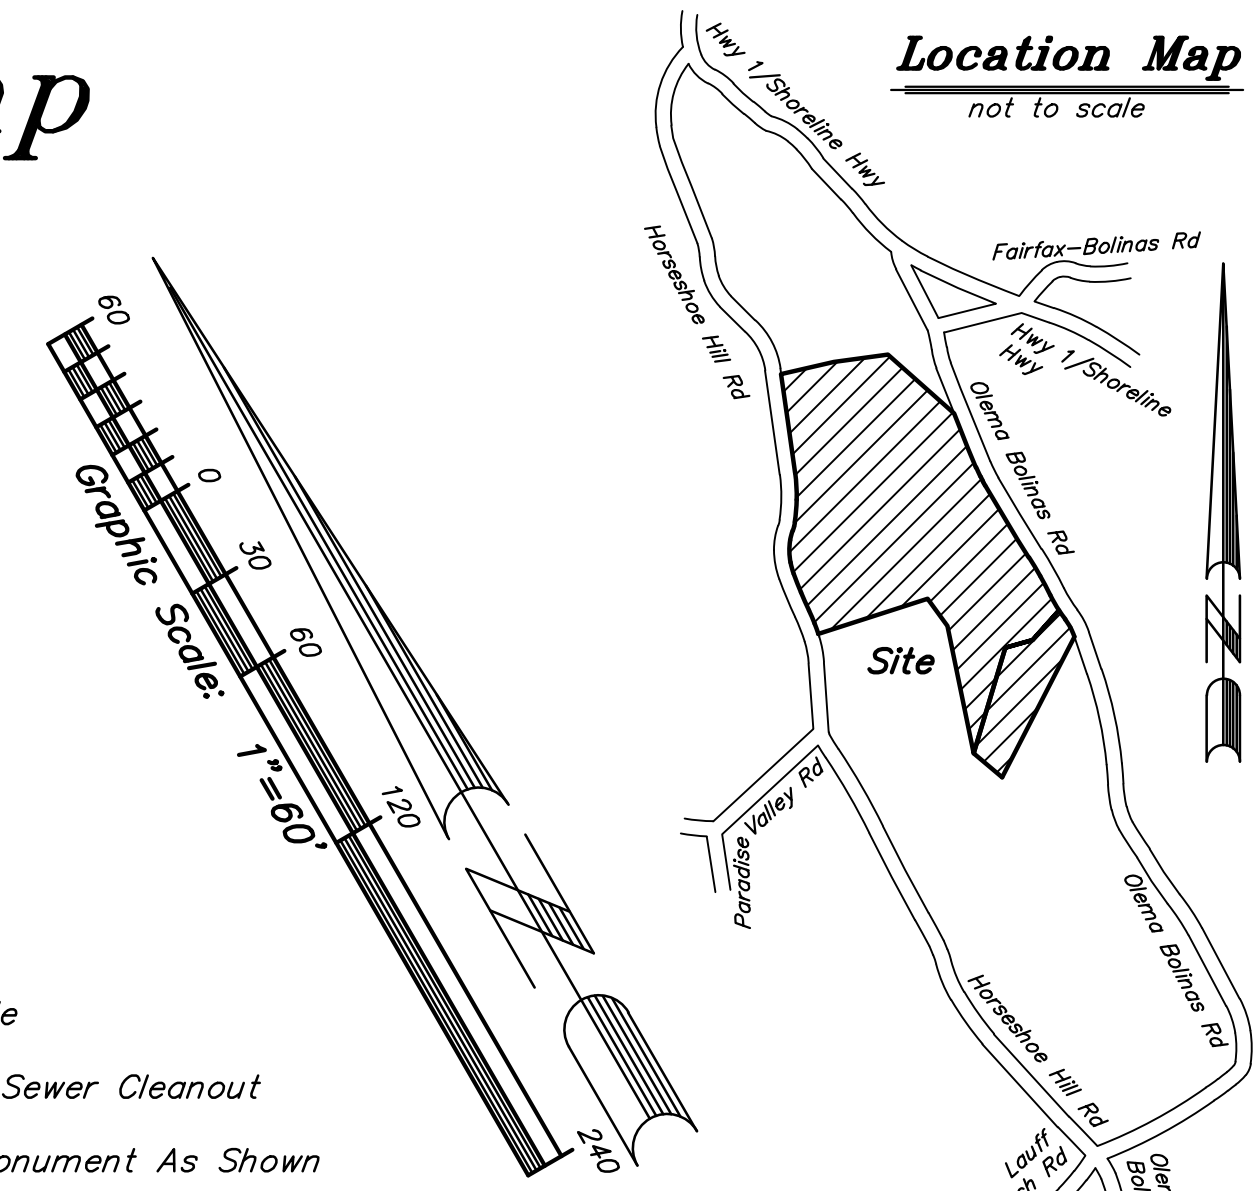 Location Map
not to scale
Hwy 1/Shoreline Hwy
Fairfax-Bolinas Rd
Horseshoe Hill Rd
Hwy 1/Shoreline
Hwy
Olema Bolinas Rd
Site
N
60
0
30
60
120
240
Graphic Scale: 1"=60'
N
Paradise Valley Rd
Olema Bolinas Rd
Horseshoe Hill Rd
Sewer Cleanout
As Shown
Lauff
Rd